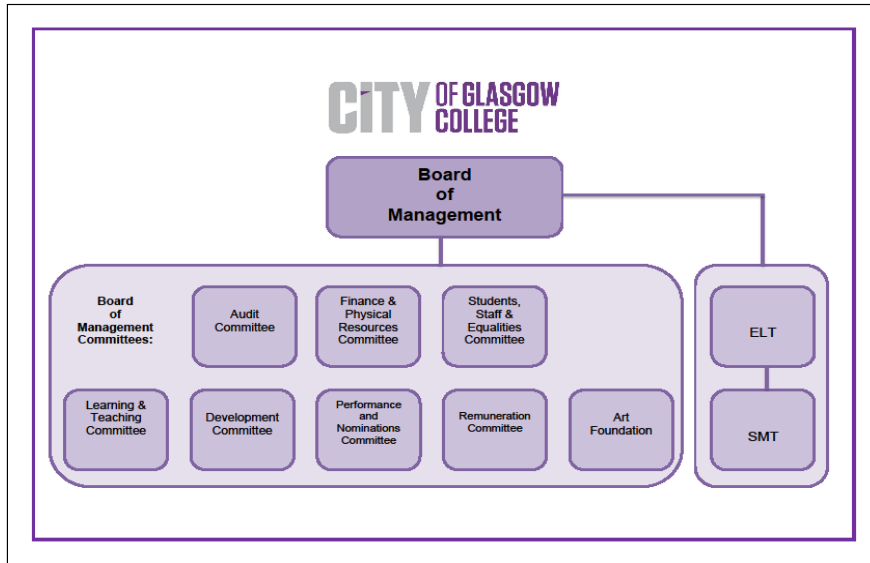 CiTY OF GLASGOW
COLLEGE
Board
of
Management
Board
of
Management
Committees:
Audit
Committee
Finance &
Physical
Resources
Committee
Students,
Staff &
Equalities
Committee
ELT
Learning &
Teaching
Committee
Development
Committee
Performance
and
Nominations
Committee
Remuneration
Committee
Art
Foundation
SMT